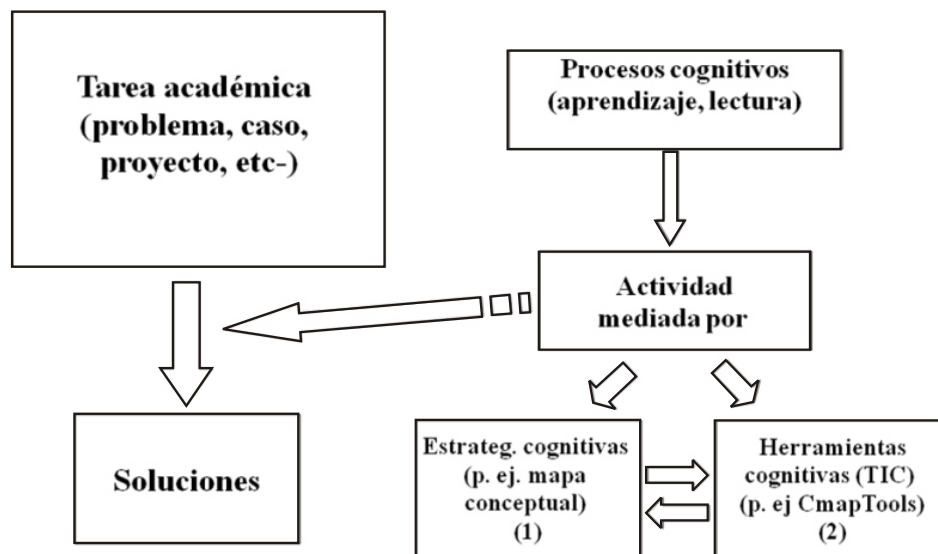 Tarea académica
(problema, caso,
proyecto, etc-)
Procesos cognitivos
(aprendizaje, lectura)
Actividad
mediada por
Soluciones
Estrateg. cognitivas
(p. ej. mapa
conceptual)
(1)
Herramientas
cognitivas (TIC)
(p. ej CmapTools)
(2)